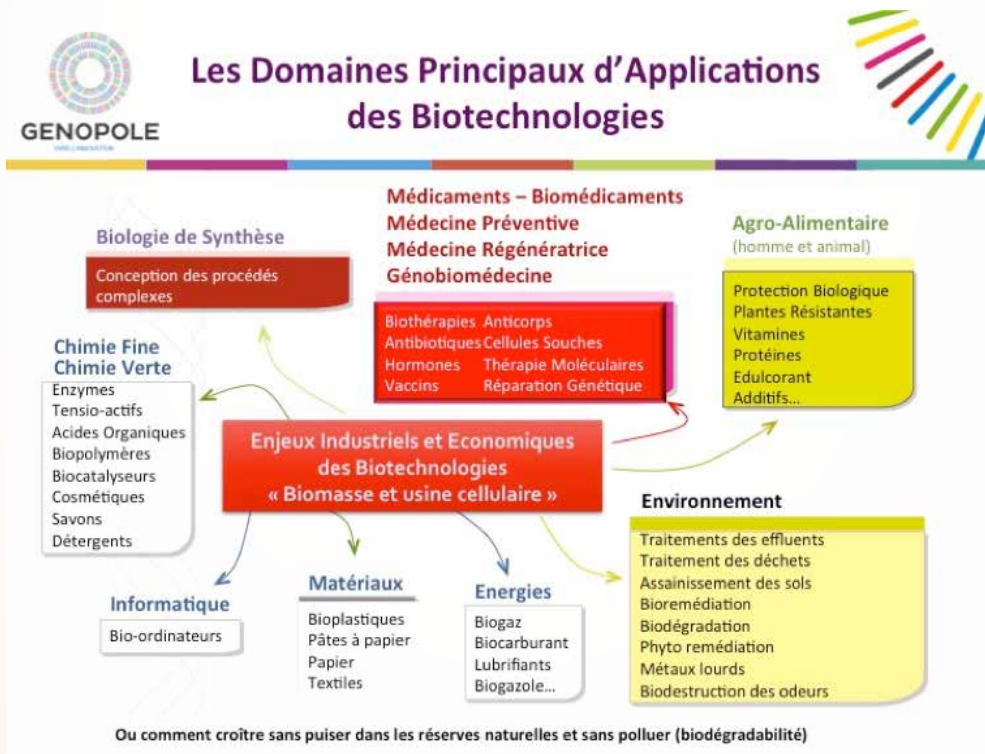 Les Domaines Principaux d'Applications
des Biotechnologies
GENOPOLE
Médicaments – Biomédicaments
Médecine Préventive
Médecine Régénératrice
Génobiomédecine
Biothérapies Anticorps
Antibiotiques Cellules Souches
Hormones Thérapie Moléculaires
Vaccins Réparation Génétique
Biologie de Synthèse
Conception des procédés
complexes
Agro-Alimentaire
(homme et animal)
Protection Biologique
Plantes Résistantes
Vitamines
Protéines
Edulcorant
Additifs...
Chimie Fine
Chimie Verte
Enzymes
Tensio-actifs
Acides Organiques
Biopolymères
Biocatalyseurs
Cosmétiques
Savons
Détergents
Enjeux Industriels et Economiques
des Biotechnologies
« Biomasse et usine cellulaire »
Environnement
Traitements des effluents
Traitement des déchets
Assainissement des sols
Bioremédiation
Biodégradation
Phyto remédiation
Métaux lourds
Biodestruction des odeurs
Informatique
Bio-ordinateurs
Matériaux
Bioplastiques
Pâtes à papier
Papier
Textiles
Energies
Biogaz
Biocarburant
Lubrifiants
Biogazole...
Ou comment croître sans puiser dans les réserves naturelles et sans polluer (biodégradabilité)